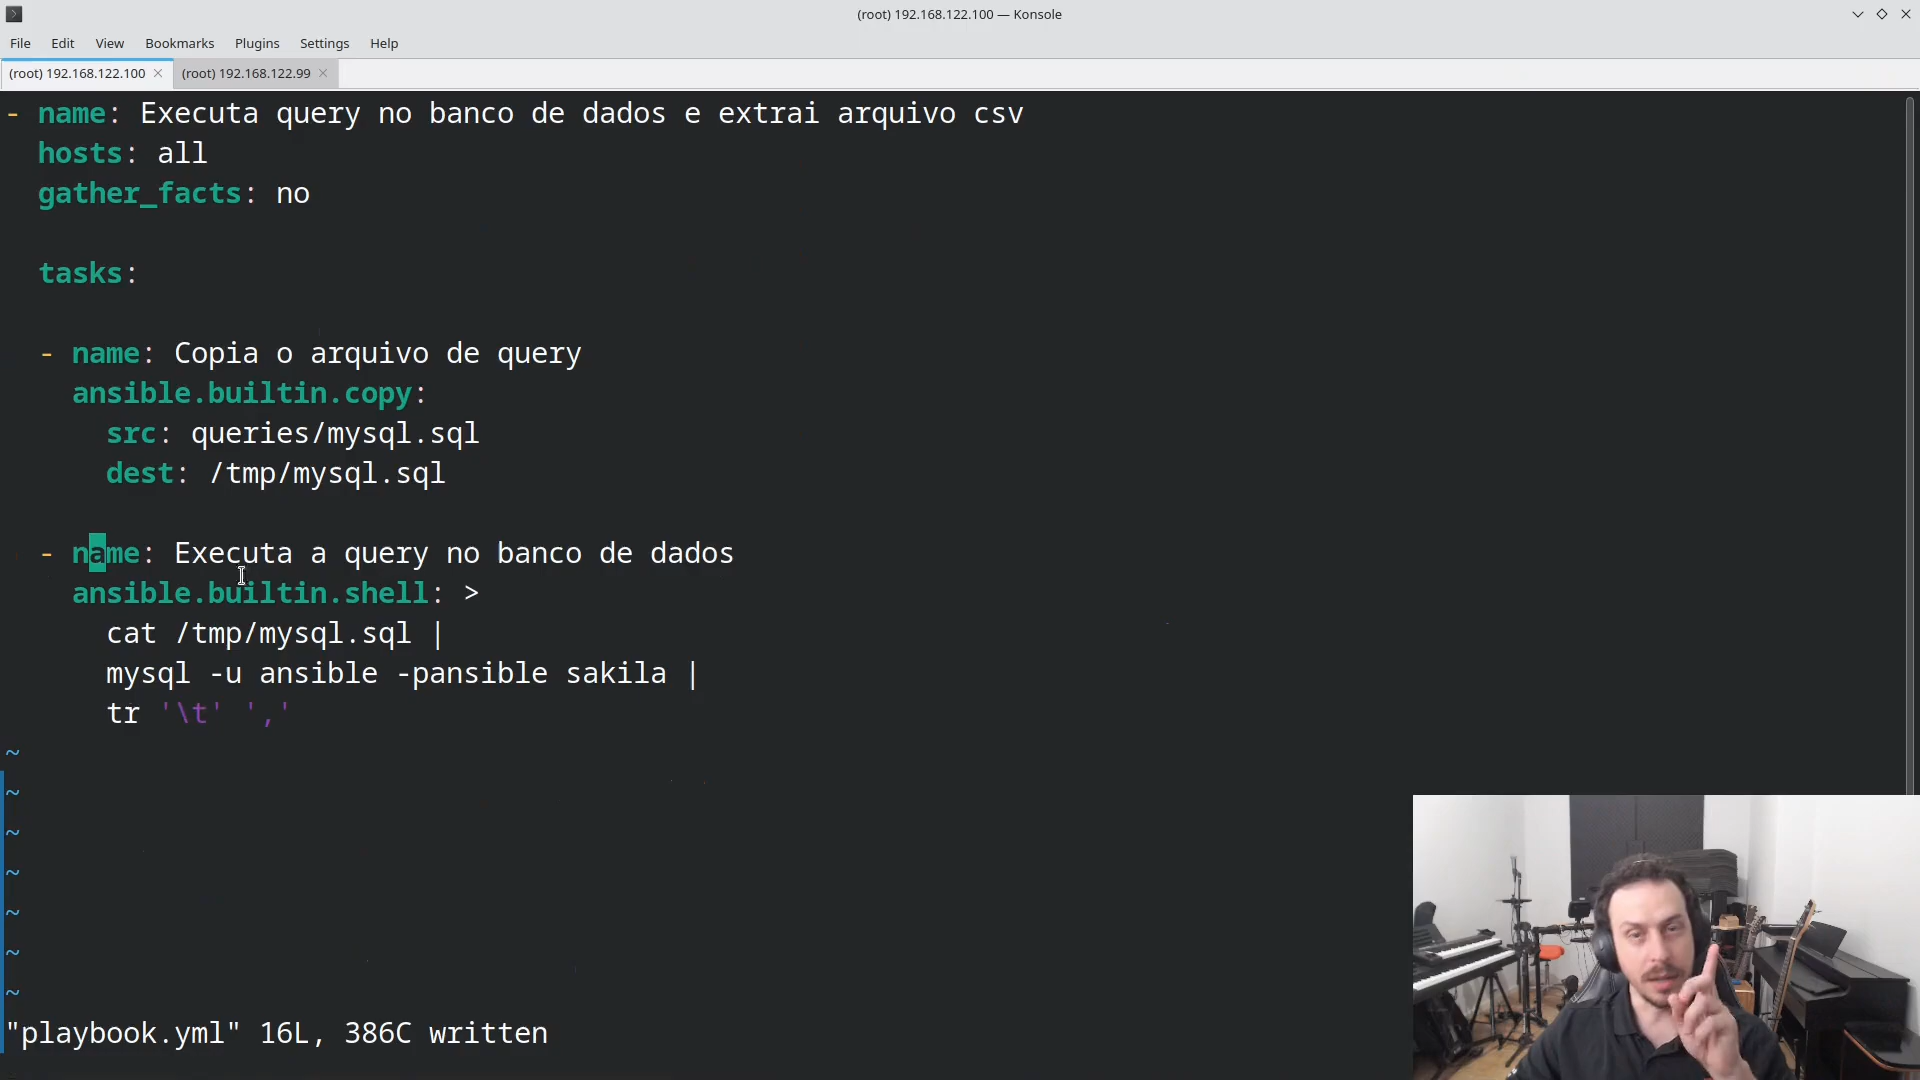 (root) 192.168.122.100 — Konsole
File Edit View Bookmarks Plugins Settings Help
(root) 192.168.122.100 (root) 192.168.122.99
- name: Executa query no banco de dados e extrai arquivo csv
hosts: all
gather_facts: no
tasks:
- name: Copia o arquivo de query
ansible.builtin.copy:
src: queries/mysql.sql
dest: /tmp/mysql.sql
- name: Executa a query no banco de dados
ansible.builtin.shell: >
cat /tmp/mysql.sql |
mysql -u ansible -pansible sakila |
tr '\t' ','
~
~
~
~
~
~
~
"playbook.yml" 16L, 386C written